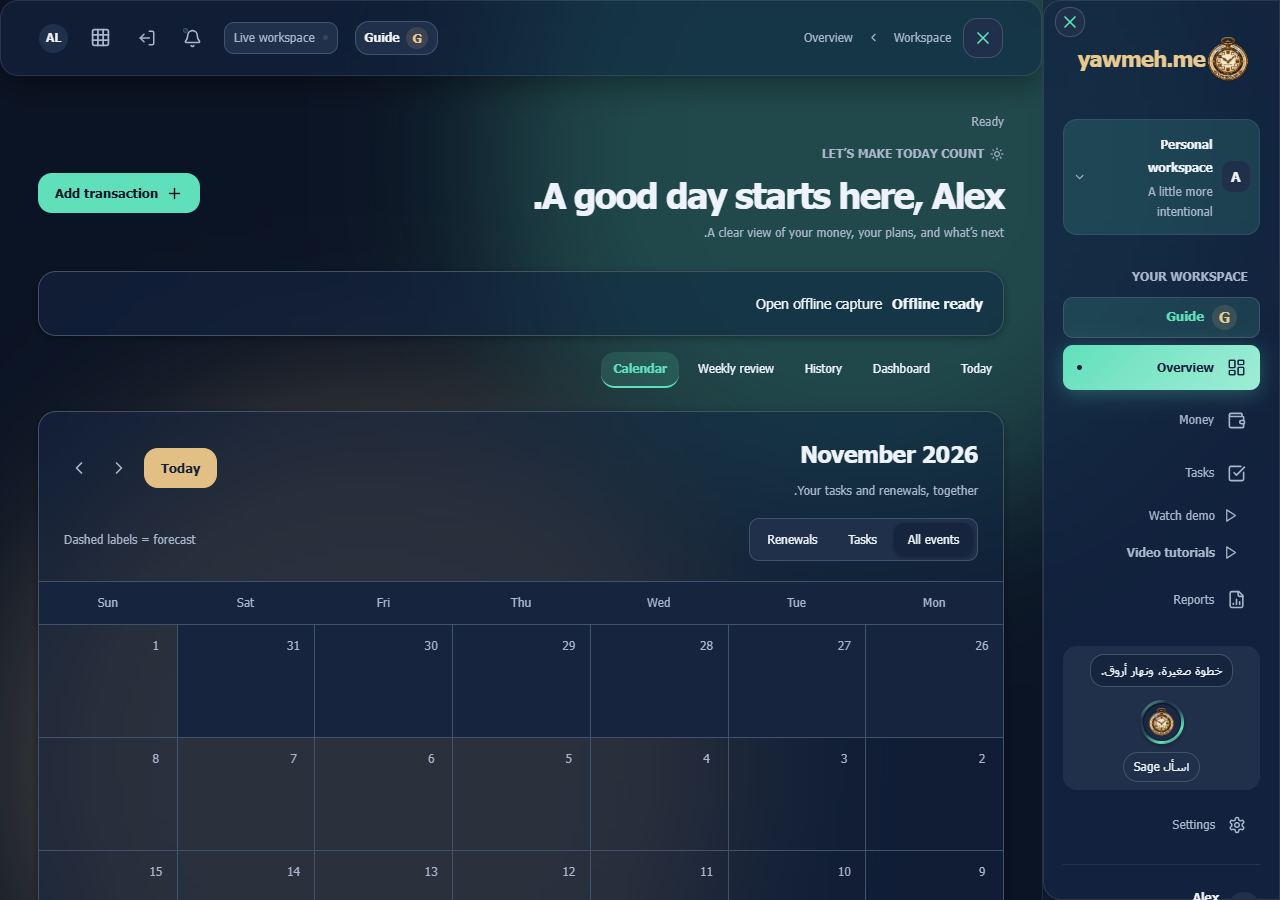 AL
Live workspace
Guide G
Overview
Workspace
yawmeh.me
Personal workspace
A
A little more intentional
YOUR WORKSPACE
Guide G
Overview
Money
Tasks
Watch demo
Video tutorials
Reports
خطوة صغيرة، ونهار أروق.
اسأل Sage
Settings
Alex
Ready
LET'S MAKE TODAY COUNT
.A good day starts here, Alex
.A clear view of your money, your plans, and what's next
Add transaction
Open offline capture Offline ready
Calendar Weekly review History Dashboard Today
November 2026
.Your tasks and renewals, together
Today
Dashed labels = forecast
Renewals Tasks All events
Sun Sat Fri Thu Wed Tue Mon
1 31 30 29 28 27 26
8 7 6 5 4 3 2
15 14 13 12 11 10 9